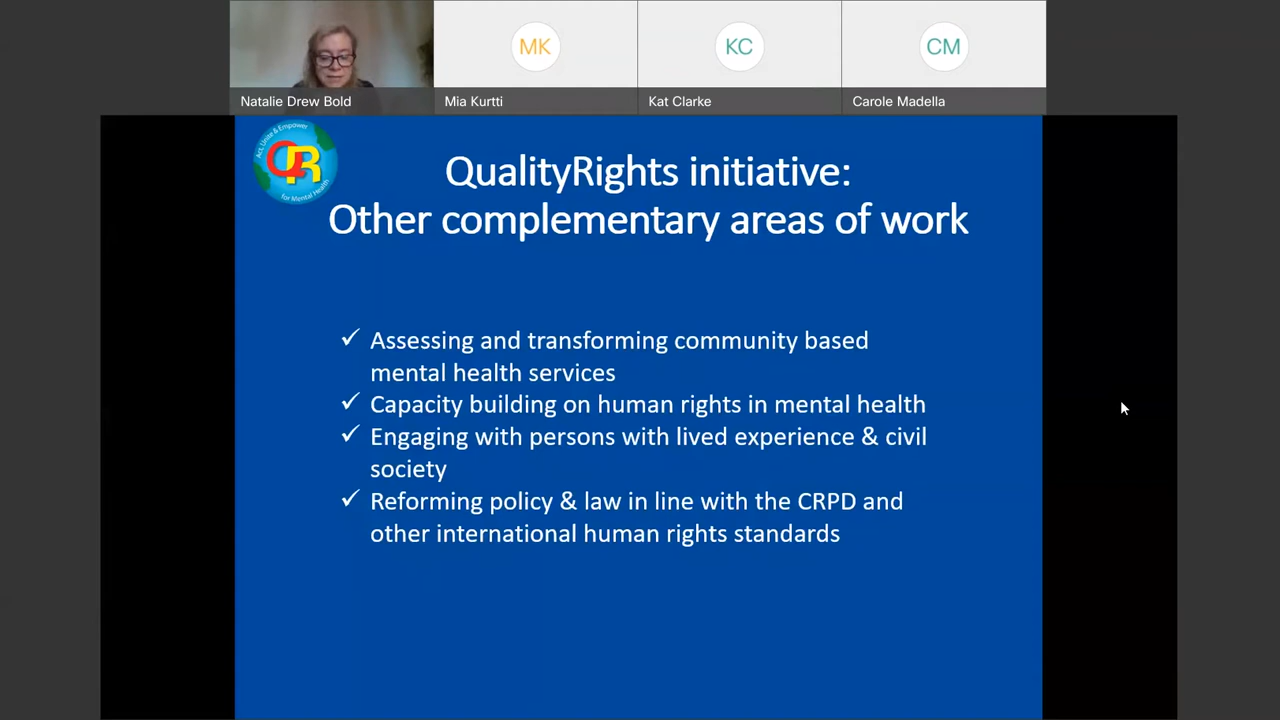 MK
KC
CM
Natalie Drew Bold
Mia Kurtti
Kat Clarke
Carole Madella
Act, Unite & Empower
QR
for Mental Health
QualityRights initiative:
Other complementary areas of work
✓ Assessing and transforming community based
mental health services
✓ Capacity building on human rights in mental health
✓ Engaging with persons with lived experience & civil
society
✓ Reforming policy & law in line with the CRPD and
other international human rights standards